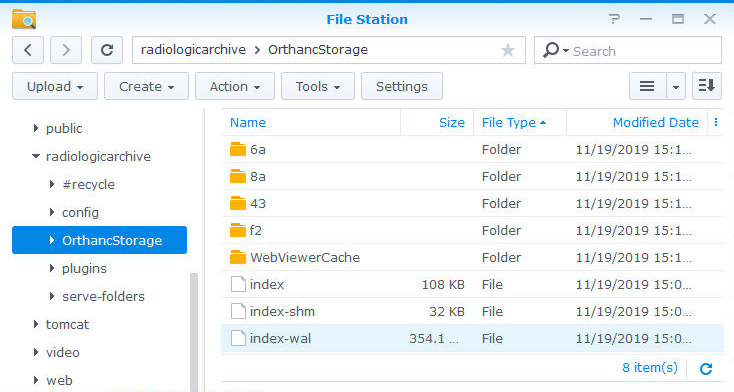 File Station
radiologicarchive > OrthancStorage
Search
Upload Create Action Tools Settings
public
radiologicarchive
#recycle
config
OrthancStorage
plugins
serve-folders
tomcat
video
web
Name Size File Type Modified Date
6a Folder 11/19/2019 15:1...
8a Folder 11/19/2019 15:1...
43 Folder 11/19/2019 15:1...
f2 Folder 11/19/2019 15:1...
WebViewerCache Folder 11/19/2019 15:1...
index 108 KB File 11/19/2019 15:0...
index-shm 32 KB File 11/19/2019 15:0...
index-wal 354.1 ... File 11/19/2019 15:0...
8 item(s)